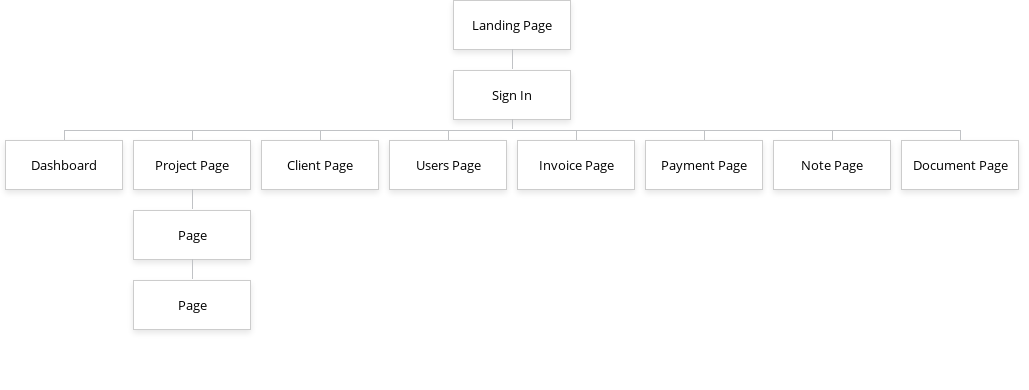 Landing Page
Sign In
Dashboard
Project Page
Client Page
Users Page
Invoice Page
Payment Page
Note Page
Document Page
Page
Page